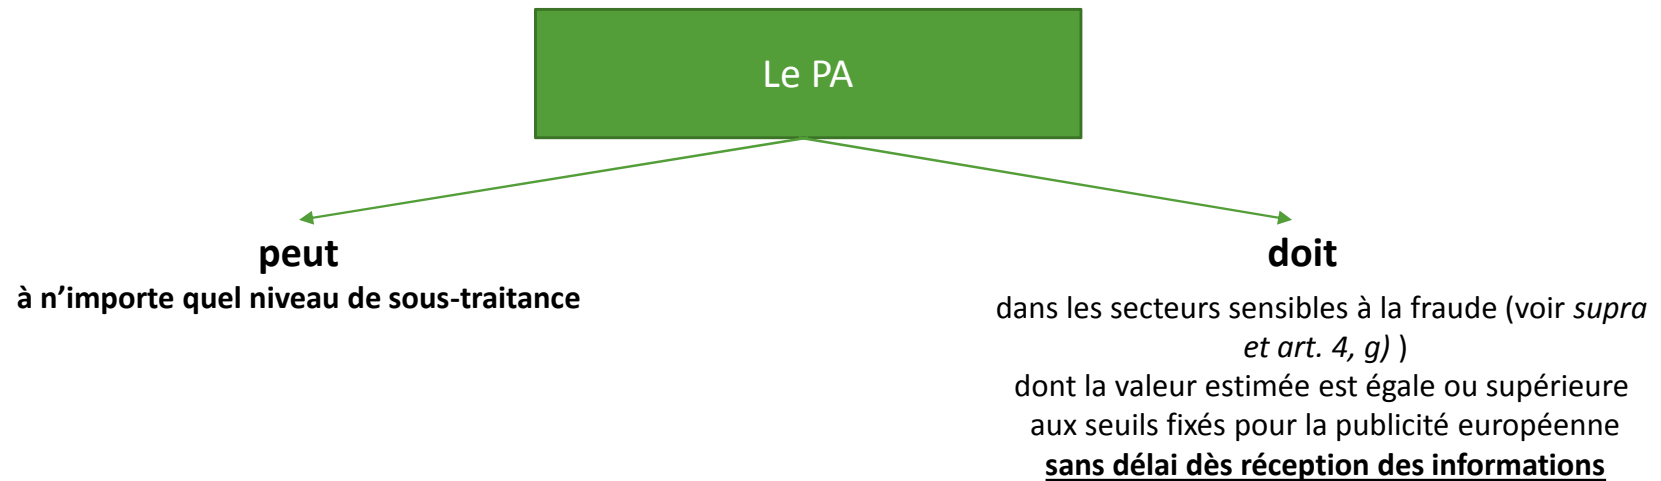 Le PA
peut
à n’importe quel niveau de sous-traitance
doit
dans les secteurs sensibles à la fraude (voir supra
et art. 4, g) )
dont la valeur estimée est égale ou supérieure
aux seuils fixés pour la publicité européenne
sans délai dès réception des informations